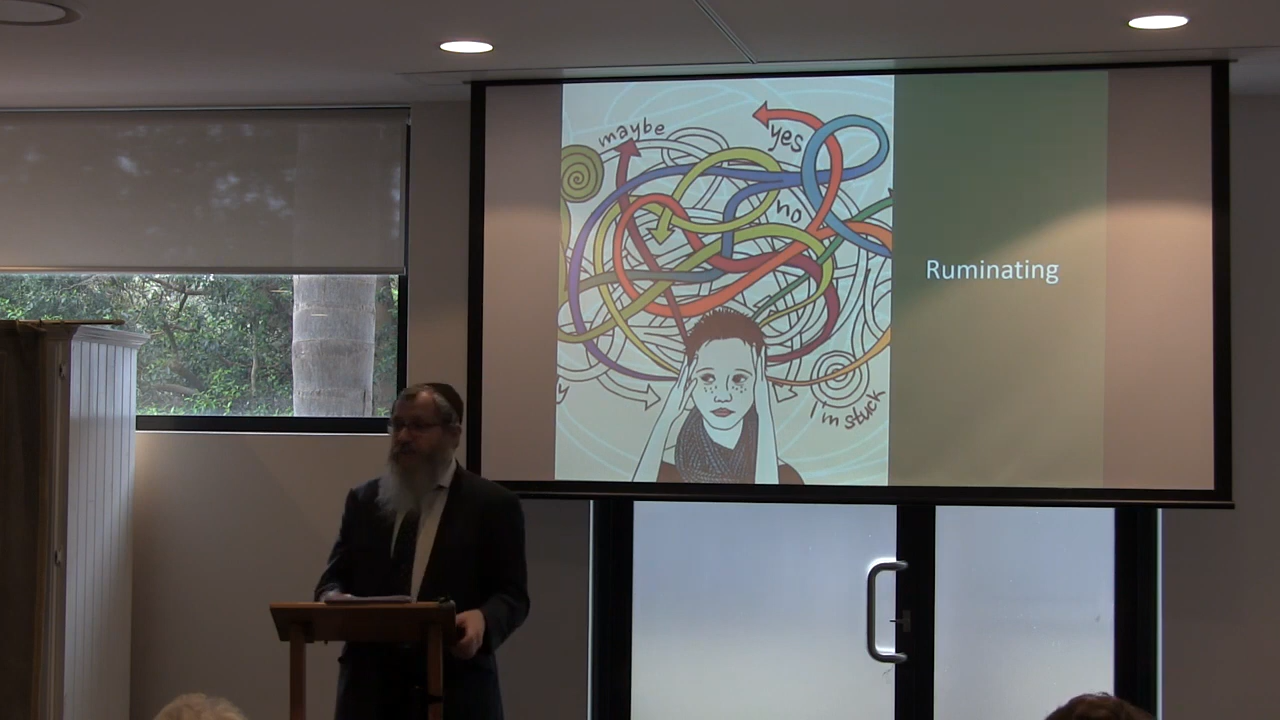 maybe
yes
no
I'm stuck
Ruminating